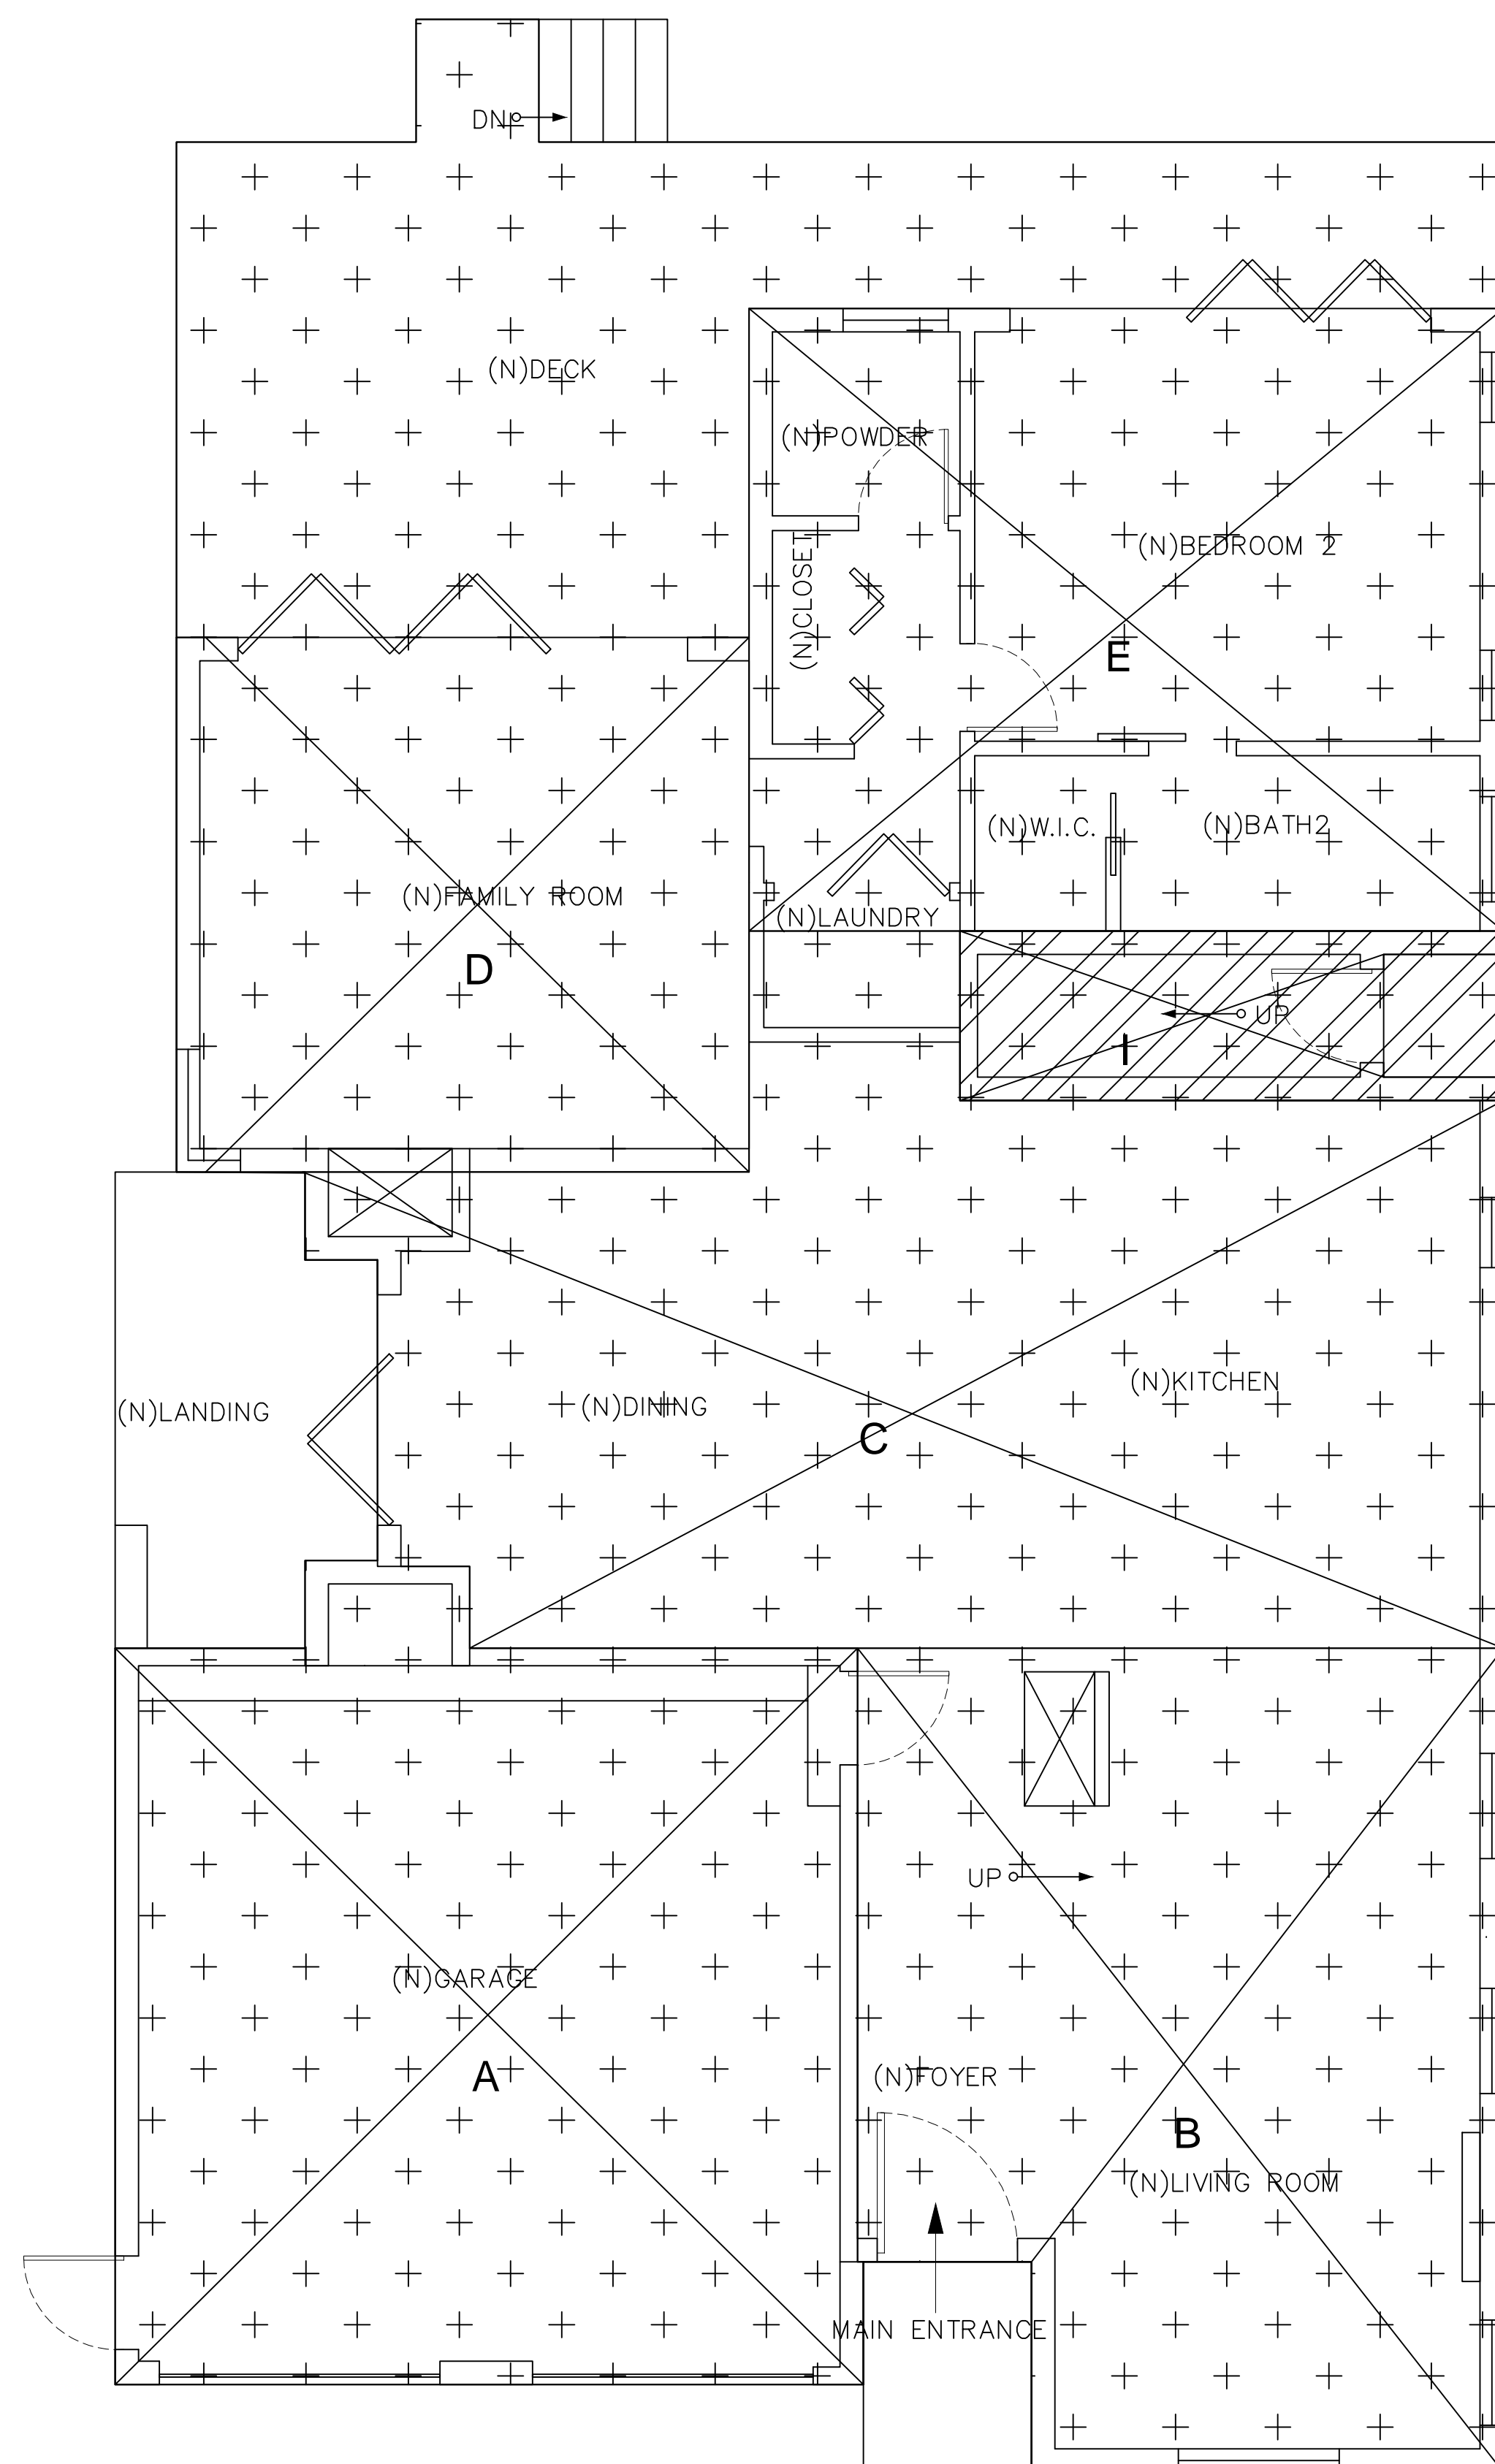 DN
(N)DECK
(N)POWDER
(N)CLOSET
(N)BEDROOM 2
E
(N)W.I.C.
(N)BATH2
(N)FAMILY ROOM
(N)LAUNDRY
D
UP
I
(N)KITCHEN
(N)LANDING
(N)DINING
C
UP
(N)GARAGE
A
(N)FOYER
B
(N)LIVING ROOM
MAIN ENTRANCE